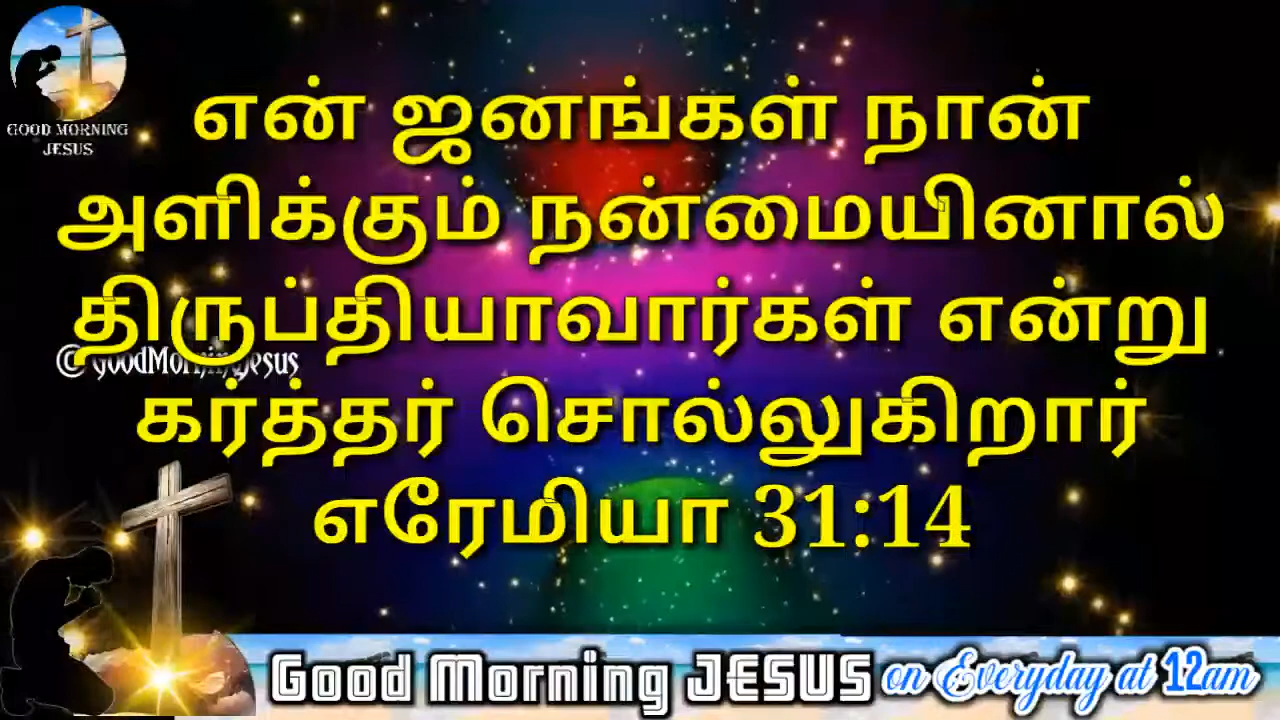 GOOD MORNING
JESUS
என் ஜனங்கள் நான்
அளிக்கும் நன்மையினால்
திருப்தியாவார்கள் என்று
@GoodMorningJesus
கர்த்தர் சொல்லுகிறார்
எரேமியா 31:14
Good Morning JESUS on Everyday at 12am